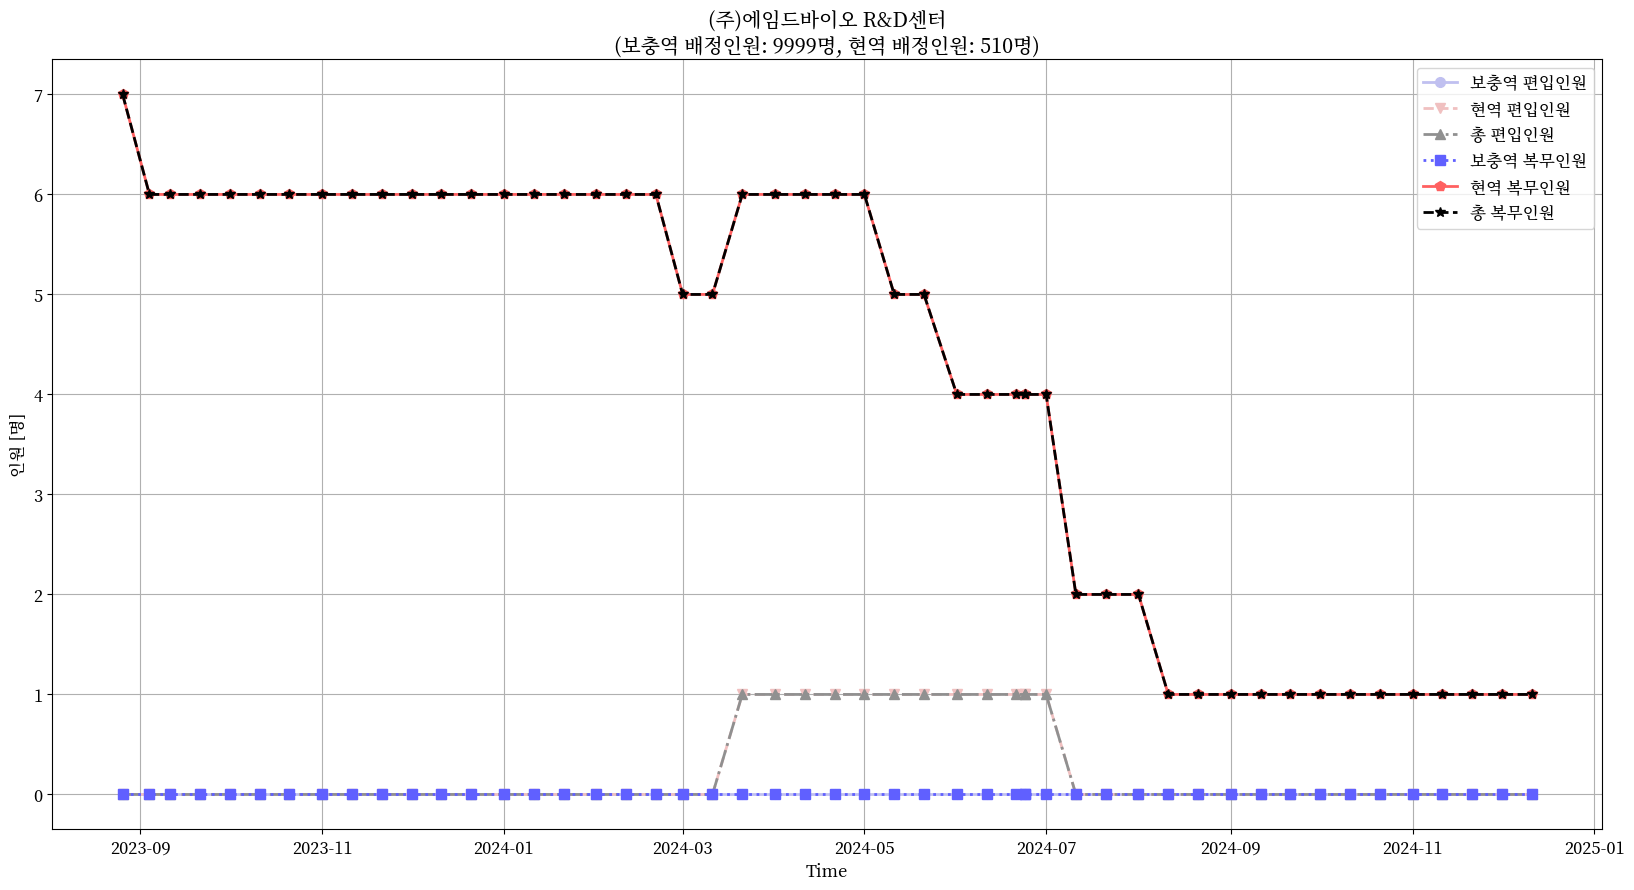 (주)에임드바이오 R&D센터
(보충역 배정인원: 9999명, 현역 배정인원: 510명)
보충역 편입인원
현역 편입인원
총 편입인원
보충역 복무인원
현역 복무인원
총 복무인원
인원 [명]
7
6
5
4
3
2
1
0
2023-09
2023-11
2024-01
2024-03
2024-05
2024-07
2024-09
2024-11
2025-01
Time